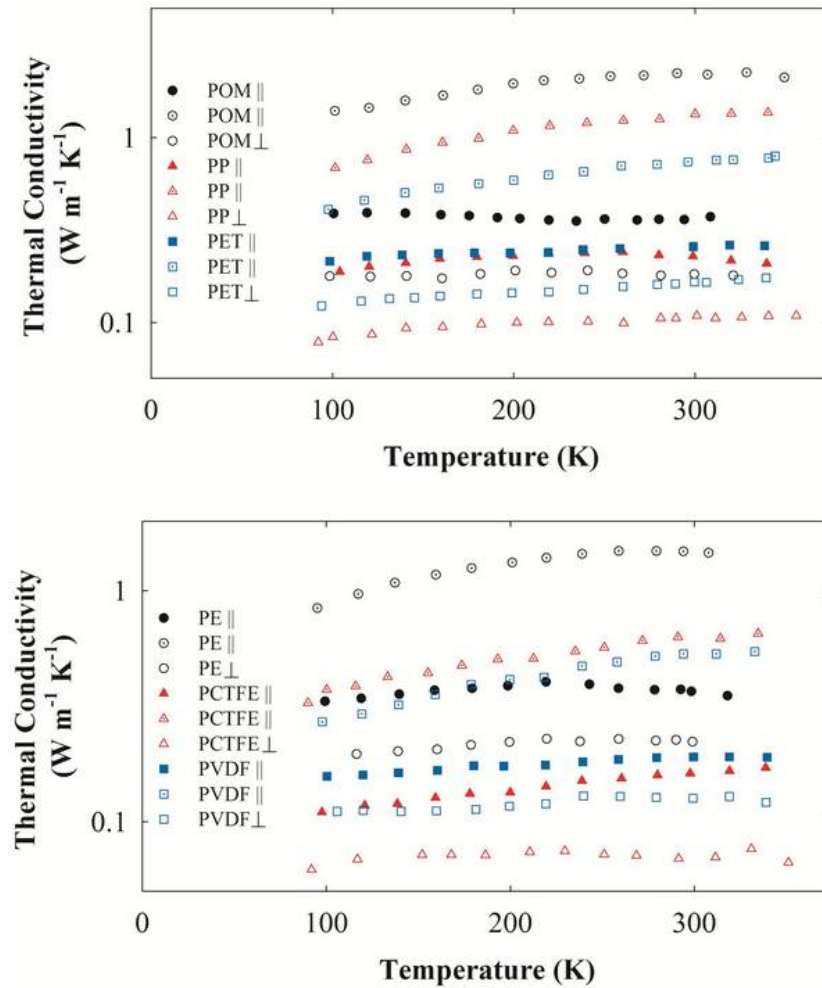 Thermal Conductivity
(W m⁻¹ K⁻¹)
1
0.1
POM ||
POM ||
POM⊥
PP ||
PP ||
PP⊥
PET ||
PET ||
PET⊥
0
100
200
300
Temperature (K)
Thermal Conductivity
(W m⁻¹ K⁻¹)
1
0.1
PE ||
PE ||
PE⊥
PCTFE ||
PCTFE ||
PCTFE⊥
PVDF ||
PVDF ||
PVDF⊥
0
100
200
300
Temperature (K)